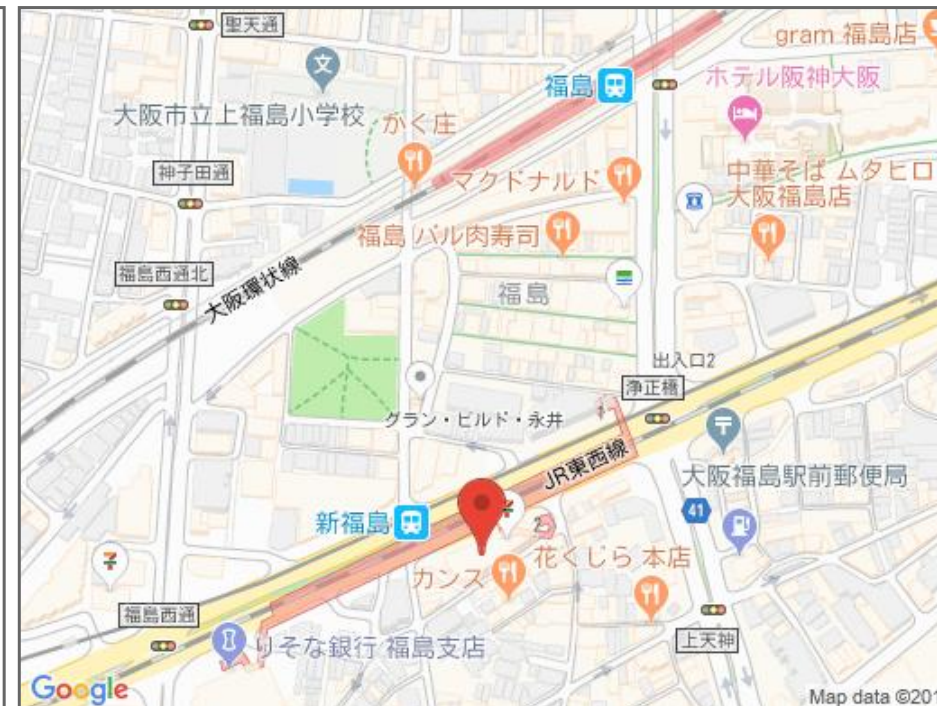 聖天通
gram 福島店
福島
ホテル阪神大阪
大阪市立上福島小学校
かく庄
神子田通
マクドナルド
中華そば ムタヒロ
大阪福島店
福島 バル肉寿司
福島西通北
大阪環状線
福島
出入口2
浄正橋
グラン・ビルド・永井
JR東西線
大阪福島駅前郵便局
41
新福島
2
花くじら 本店
カンス
福島西通
上天神
りそな銀行 福島支店
Google
Map data ©201